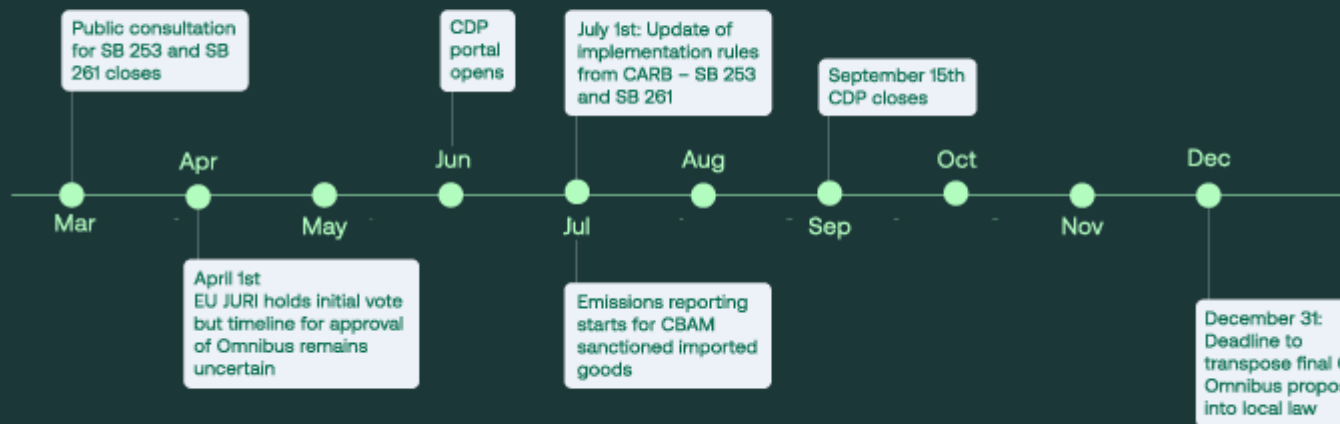 Public consultation
for SB 253 and SB
261 closes
CDP
portal
opens
July 1st: Update of
implementation rules
from CARB – SB 253
and SB 261
September 15th
CDP closes
Apr
Jun
Aug
Oct
Dec
Mar
May
Jul
Sep
Nov
April 1st
EU JURI holds initial vote
but timeline for approval
of Omnibus remains
uncertain
Emissions reporting
starts for CBAM
sanctioned imported
goods
December 31:
Deadline to
transpose final
Omnibus
into local law